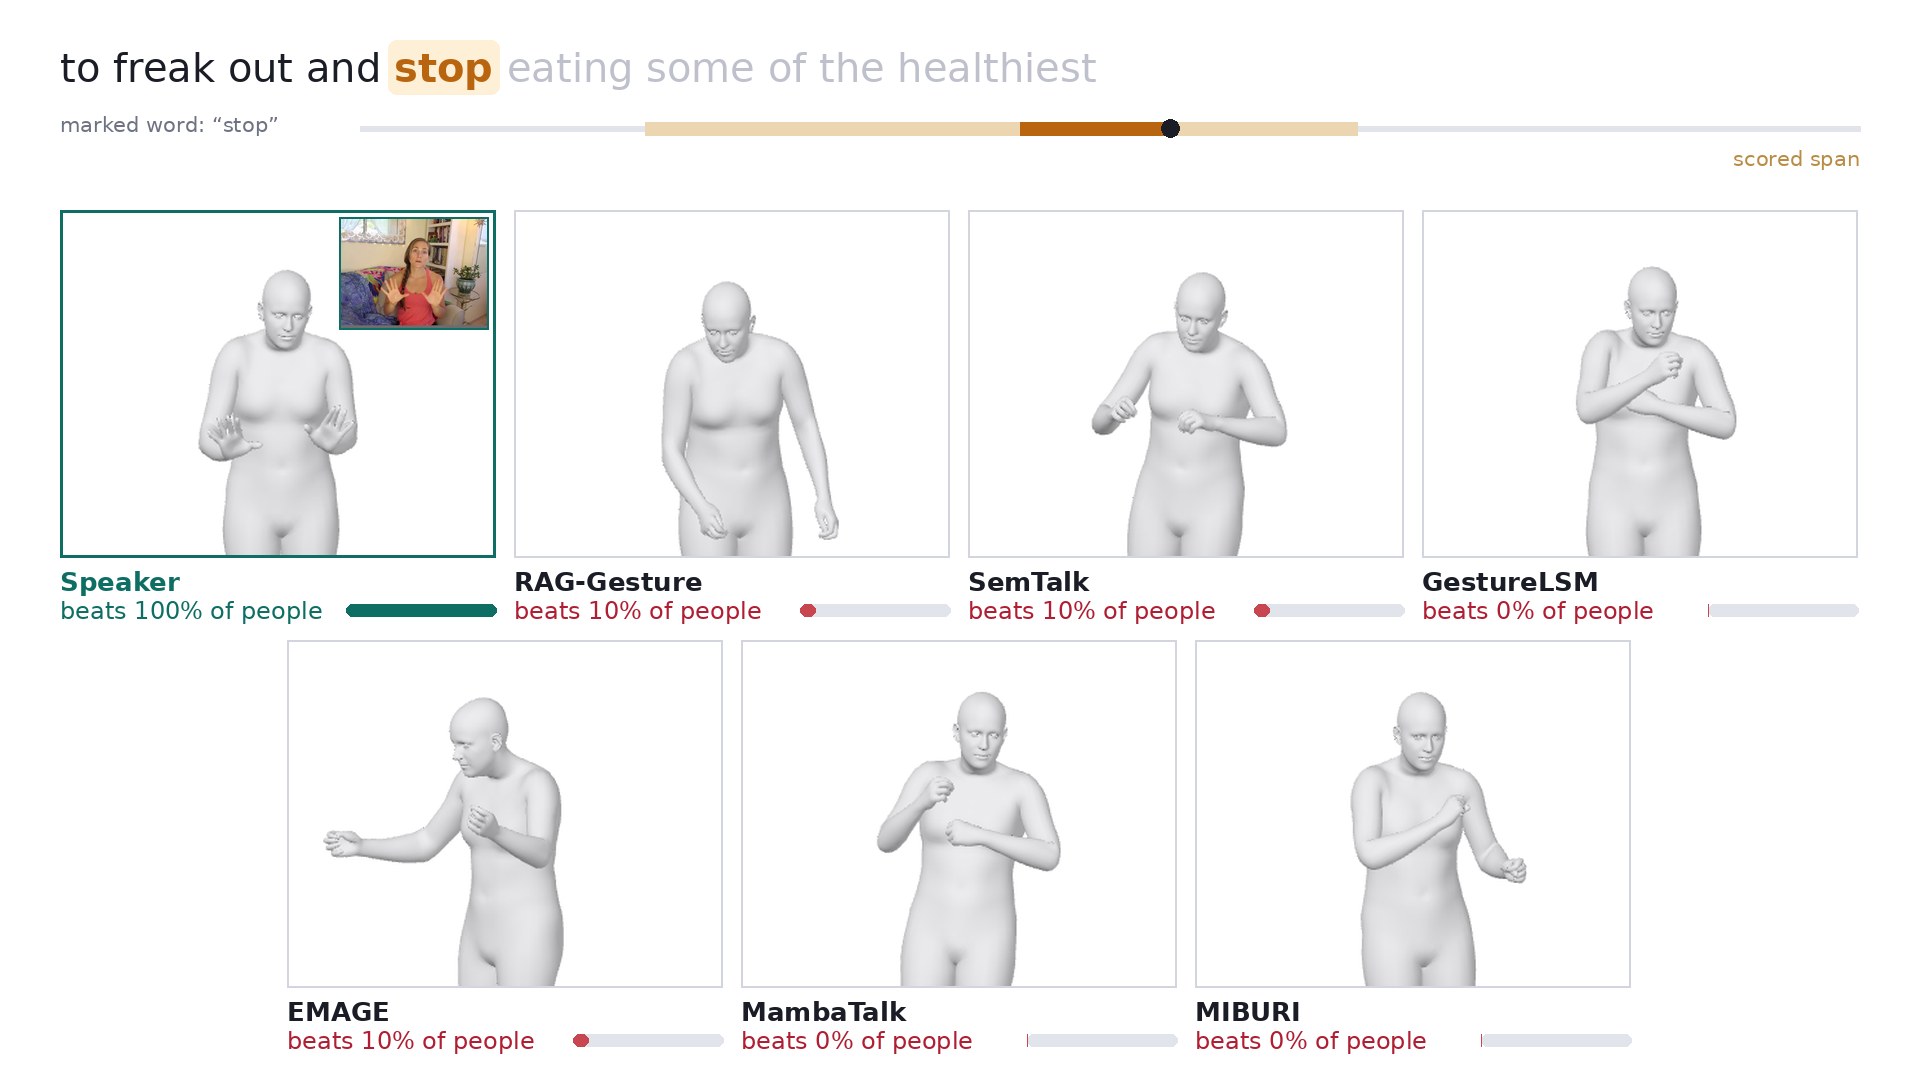 to freak out and stop eating some of the healthiest
marked word: “stop”
scored span
Speaker
beats 100% of people
RAG-Gesture
beats 10% of people
SemTalk
beats 10% of people
GestureLSM
beats 0% of people
EMAGE
beats 10% of people
MambaTalk
beats 0% of people
MIBURI
beats 0% of people